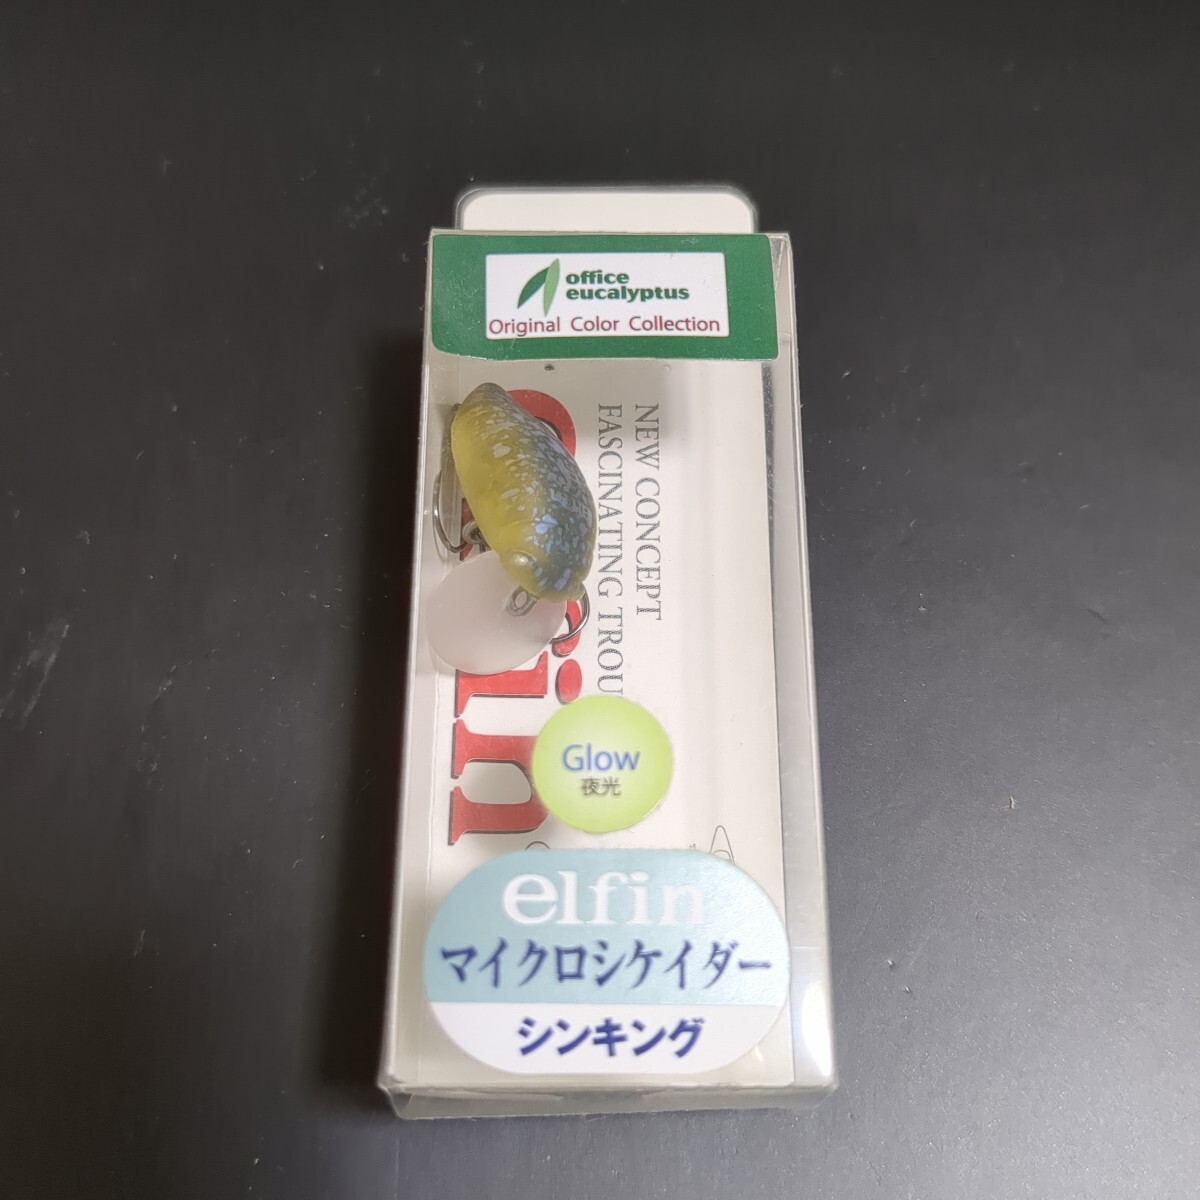 office
eucalyptus
Original Color Collection
NEW CONCEPT
FASCINATING TROU
Glow
夜光
elfin
マイクロシケイダー
シンキング